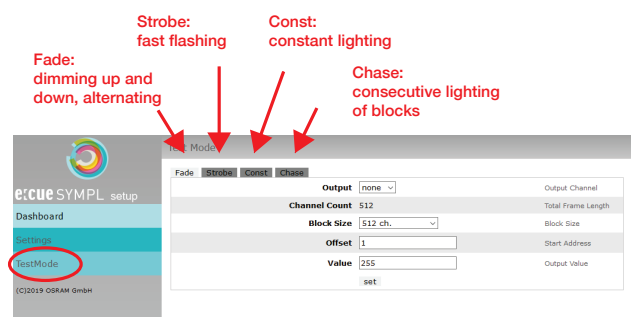 Strobe:
fast flashing
Const:
constant lighting
Fade:
dimming up and
down, alternating
Chase:
consecutive lighting
of blocks
Test Mode
e:cue SYMPL setup
Dashboard
Settings
TestMode
(C)2019 OSRAM GmbH
Fade Strobe Const Chase
Output none Output Channel
Channel Count 512 Total Frame Length
Block Size 512 ch. Block Size
Offset 1 Start Address
Value 255 Output Value
set